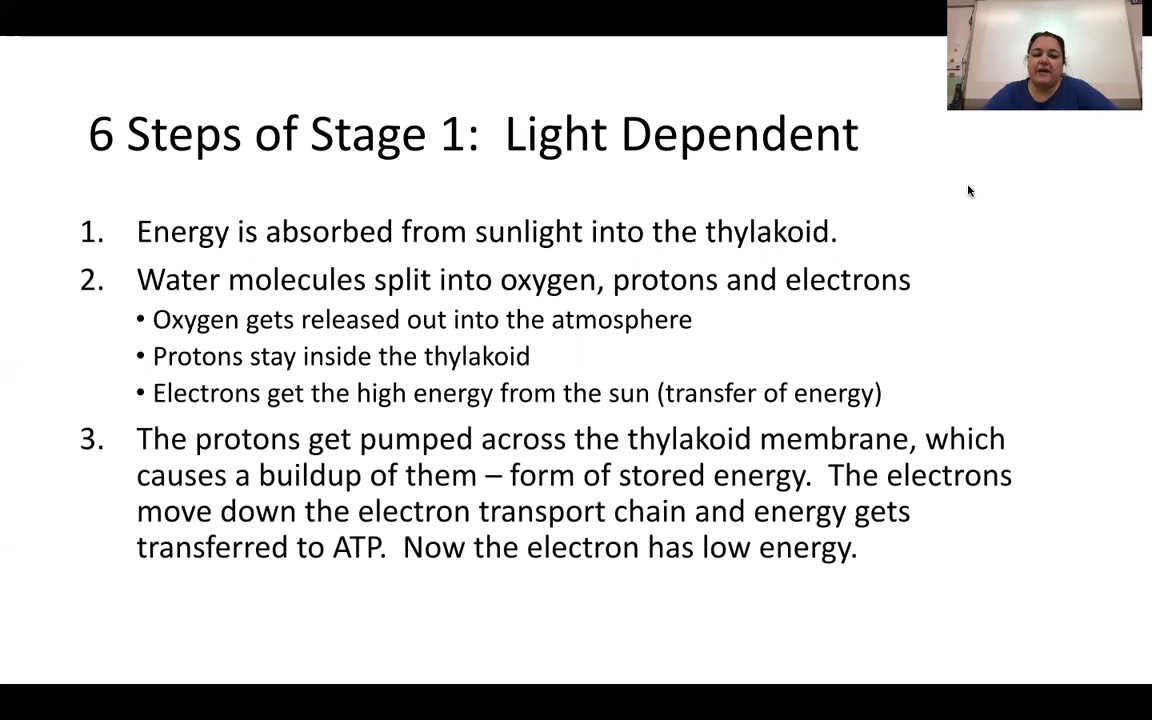 6 Steps of Stage 1:  Light Dependent
1. Energy is absorbed from sunlight into the thylakoid.
2. Water molecules split into oxygen, protons and electrons
• Oxygen gets released out into the atmosphere
• Protons stay inside the thylakoid
• Electrons get the high energy from the sun (transfer of energy)
3. The protons get pumped across the thylakoid membrane, which
causes a buildup of them – form of stored energy.  The electrons
move down the electron transport chain and energy gets
transferred to ATP.  Now the electron has low energy.